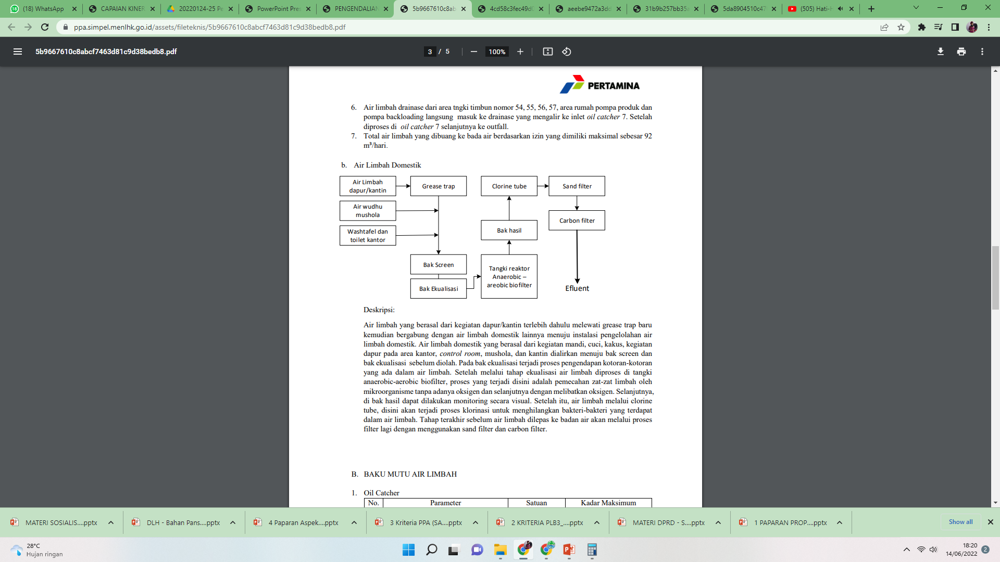 (18) WhatsApp
CAPAIAN KINER
20220124-25 Pe
PowerPoint Pres
PENGENDALIAN
5b9667610c8ab
4cd58c3fec49d0
aeebe9472a3dd
31b9b257bb35a
5da8904510c47
(505) Hati-H
ppa.simpel.menlhk.go.id/assets/fileteknis/5b9667610c8abcf7463d81c9d38bedb8.pdf
5b9667610c8abcf7463d81c9d38bedb8.pdf
3 / 5
100%
PERTAMINA
6. Air limbah drainase dari area tngki timbun nomor 54, 55, 56, 57, area rumah pompa produk dan
pompa backloading langsung masuk ke drainase yang mengalir ke inlet oil catcher 7. Setelah
diproses di oil catcher 7 selanjutnya ke outfall.
7. Total air limbah yang dibuang ke bada air berdasarkan izin yang dimiliki maksimal sebesar 92
m³/hari.
b. Air Limbah Domestik
Air Limbah
dapur/kantin
Grease trap
Clorine tube
Sand filter
Air wudhu
mushola
Carbon filter
Washtafel dan
toilet kantor
Bak hasil
Bak Screen
Bak Ekualisasi
Tangki reaktor
Anaerobic –
areobic biofilter
Efluent
Deskripsi:
Air limbah yang berasal dari kegiatan dapur/kantin terlebih dahulu melewati grease trap baru
kemudian bergabung dengan air limbah domestik lainnya menuju instalasi pengelolahan air
limbah domestik. Air limbah domestik yang berasal dari kegiatan mandi, cuci, kakus, kegiatan
dapur pada area kantor, control room, mushola, dan kantin dialirkan menuju bak screen dan
bak ekualisasi sebelum diolah. Pada bak ekualisasi terjadi proses pengendapan kotoran-kotoran
yang ada dalam air limbah. Setelah melalui tahap ekualisasi air limbah diproses di tangki
anaerobic-aerobic biofilter, proses yang terjadi disini adalah pemecahan zat-zat limbah oleh
mikroorganisme tanpa adanya oksigen dan selanjutnya dengan melibatkan oksigen. Selanjutnya,
di bak hasil dapat dilakukan monitoring secara visual. Setelah itu, air limbah melalui clorine
tube, disini akan terjadi proses klorinasi untuk menghilangkan bakteri-bakteri yang terdapat
dalam air limbah. Tahap terakhir sebelum air limbah dilepas ke badan air akan melalui proses
filter lagi dengan menggunakan sand filter dan carbon filter.
B. BAKU MUTU AIR LIMBAH
1. Oil Catcher
No. Parameter Satuan Kadar Maksimum
MATERI SOSIALIS....pptx
DLH - Bahan Pans....pptx
4 Paparan Aspek....pptx
3 Kriteria PPA (SA....pptx
2 KRITERIA PLB3_....pptx
MATERI DPRD - S....pptx
1 PAPARAN PROP....pptx
Show all
28°C
Hujan ringan
18:20
14/06/2022
2